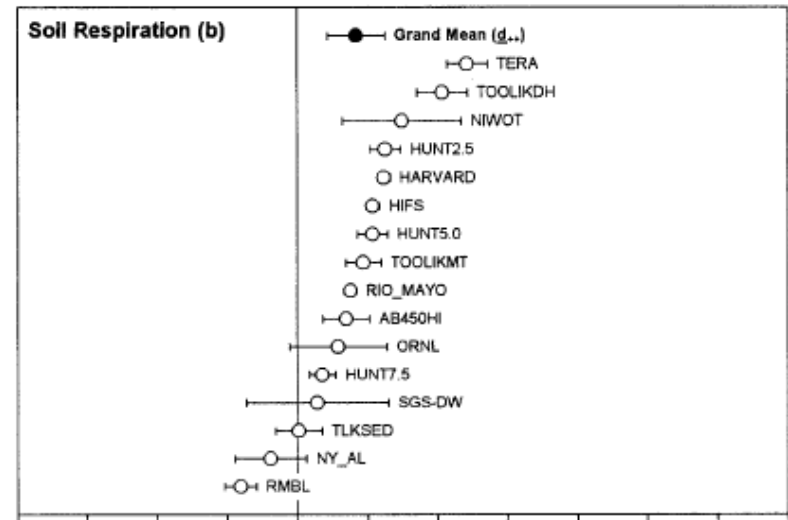 Soil Respiration (b)
Grand Mean (d₊₊)
TERA
TOOLIKDH
NIWOT
HUNT2.5
HARVARD
HIFS
HUNT5.0
TOOLIKMT
RIO_MAYO
AB450HI
ORNL
HUNT7.5
SGS-DW
TLKSED
NY_AL
RMBL